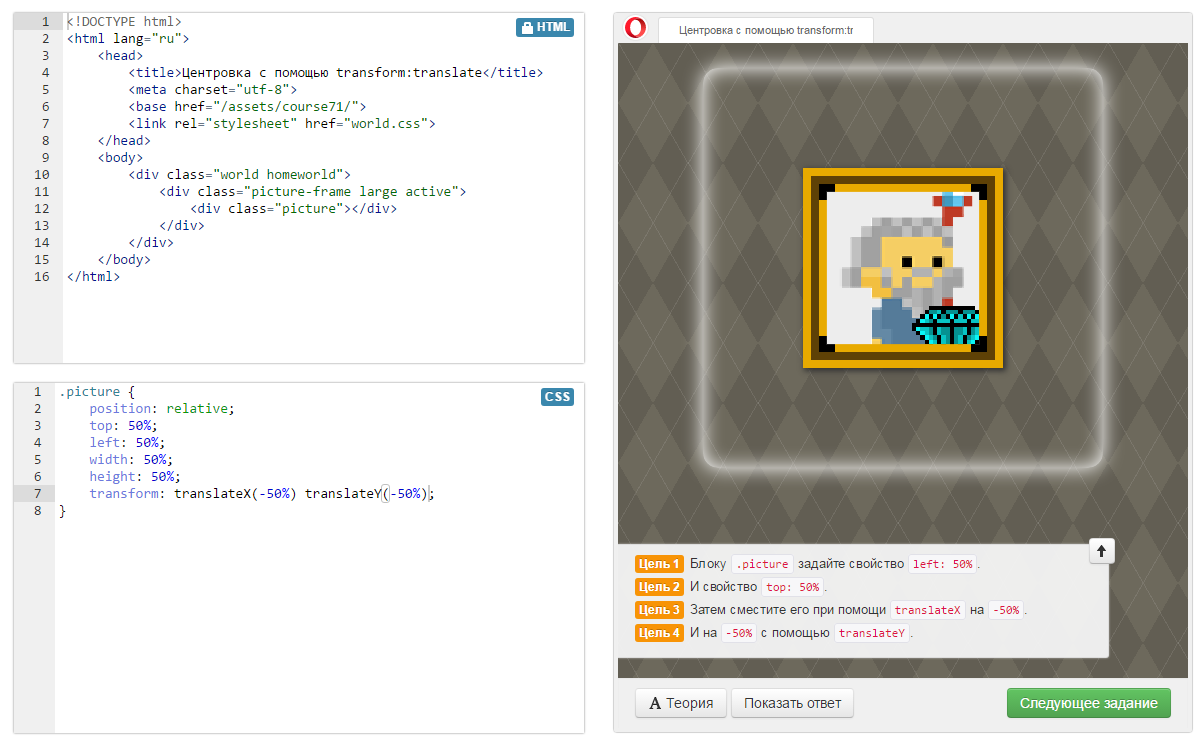 1 <!DOCTYPE html>
2 <html lang="ru">
3 <head>
4 <title>Центровка с помощью transform:translate</title>
5 <meta charset="utf-8">
6 <base href="/assets/course71/">
7 <link rel="stylesheet" href="world.css">
8 </head>
9 <body>
10 <div class="world homeworld">
11 <div class="picture-frame large active">
12 <div class="picture"></div>
13 </div>
14 </div>
15 </body>
16 </html>
HTML
1 .picture {
2 position: relative;
3 top: 50%;
4 left: 50%;
5 width: 50%;
6 height: 50%;
7 transform: translateX(-50%) translateY(-50%);
8 }
CSS
Центровка с помощью transform:tr
Цель 1 Блоку .picture задайте свойство left: 50%.
Цель 2 И свойство top: 50%.
Цель 3 Затем сместите его при помощи translateX на -50%.
Цель 4 И на -50% с помощью translateY.
A Теория
Показать ответ
Следующее задание